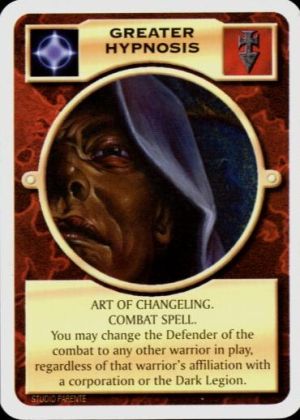 GREATER
HYPNOSIS
ART OF CHANGELING.
COMBAT SPELL.
You may change the Defender of the
combat to any other warrior in play,
regardless of that warrior's affiliation with
a corporation or the Dark Legion.
STUDIO PARENTE